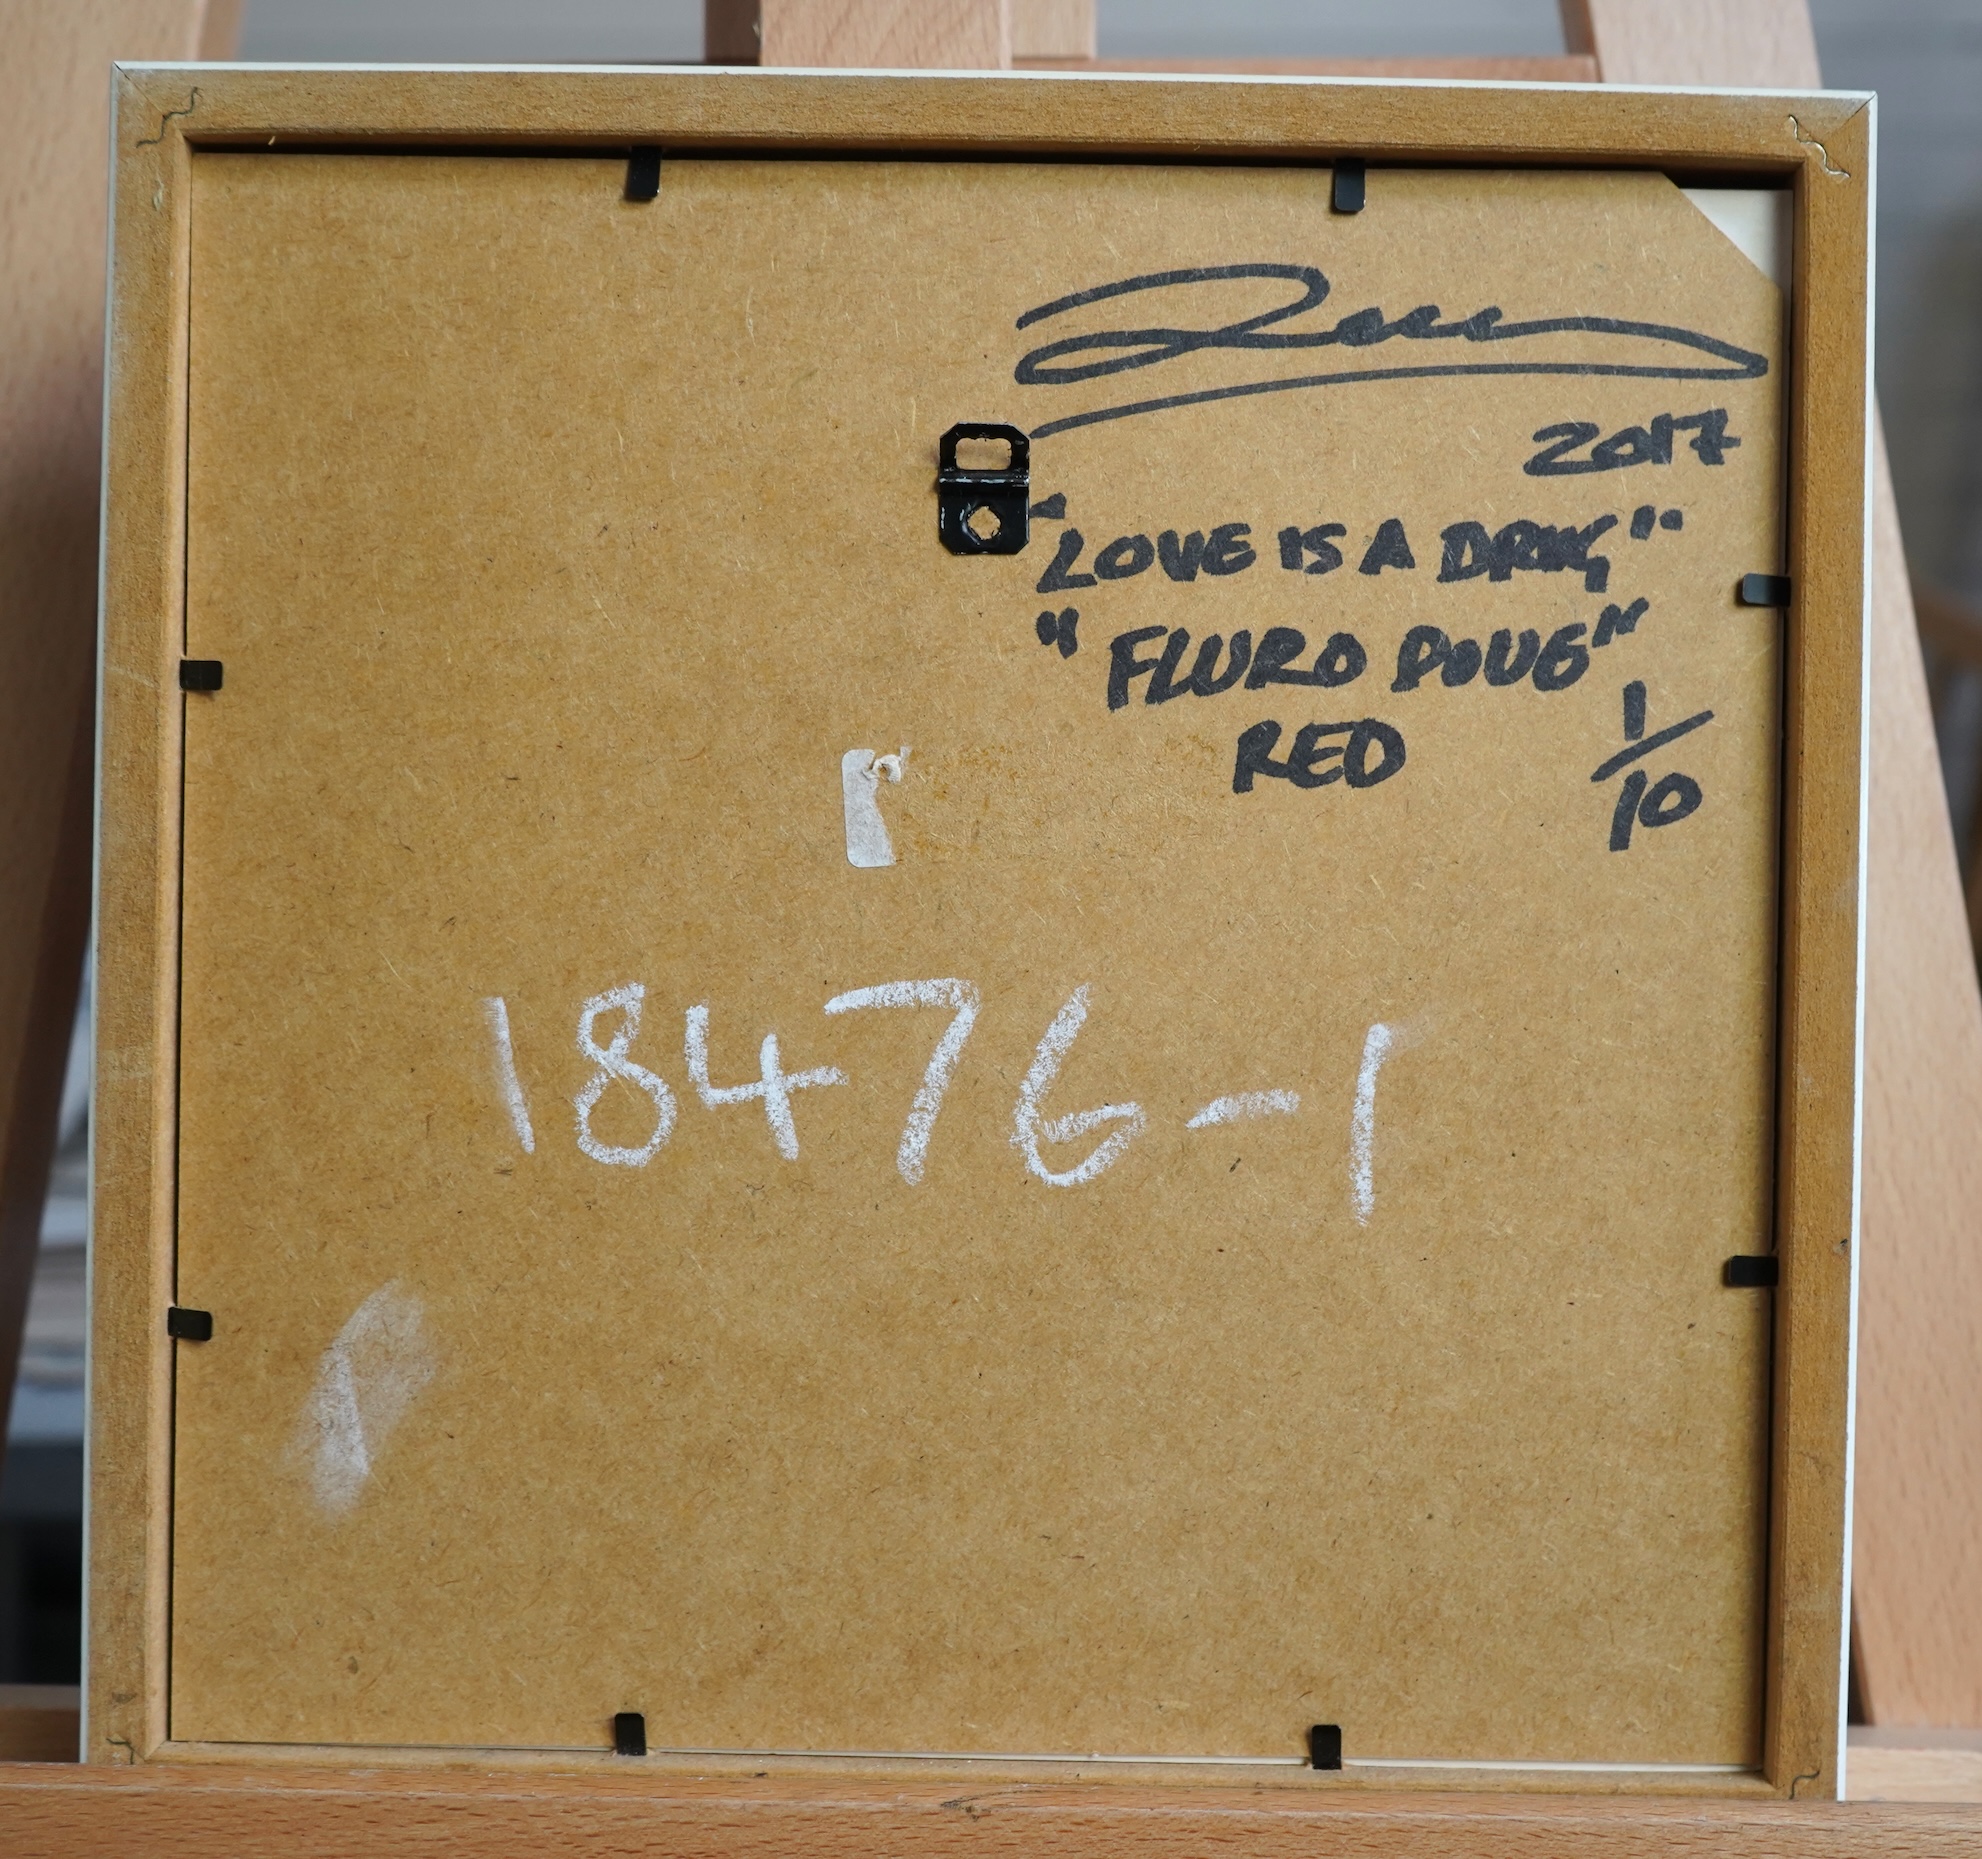 2017
"LOVE IS A DRUG"
"FLURO DOUG"
RED
1/10
18476-1